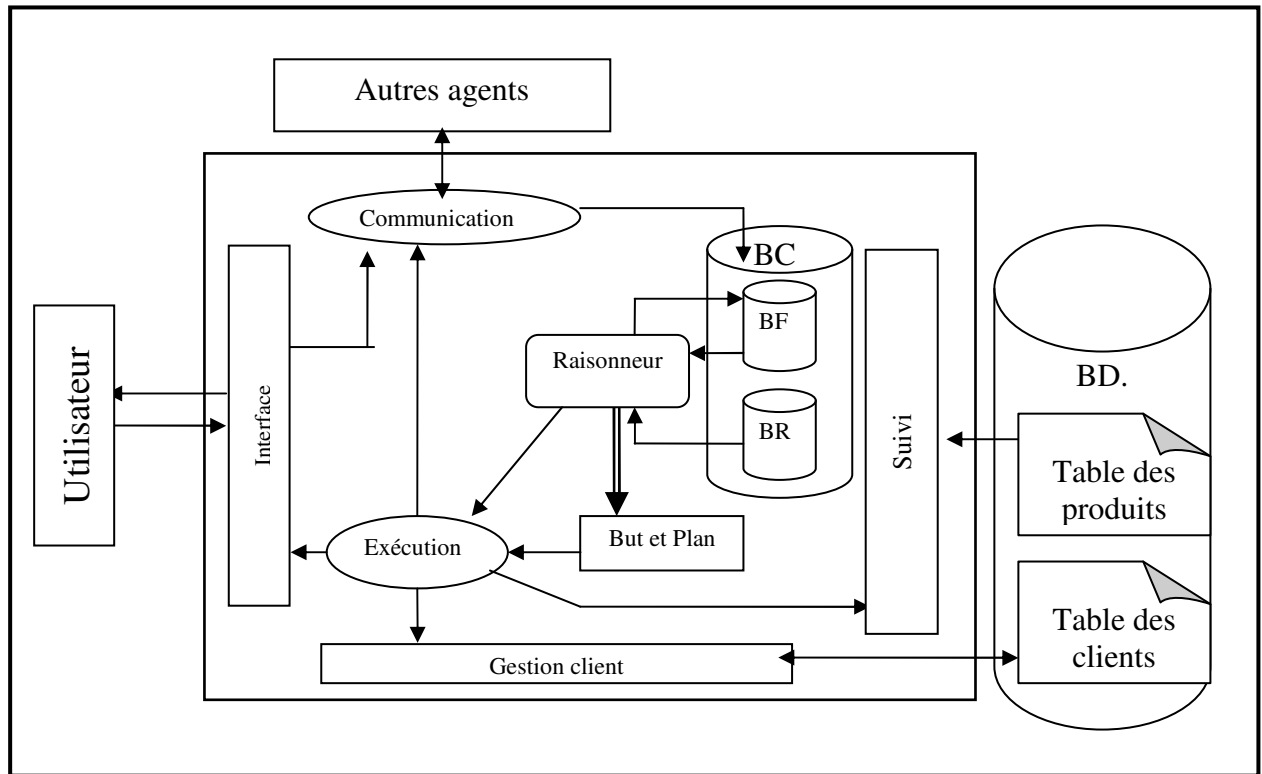 Autres agents
Communication
BC
BF
Raisonneur
BR
Utilisateur
Interface
Suivi
BD.
Table des
produits
Exécution
But et Plan
Table des
clients
Gestion client